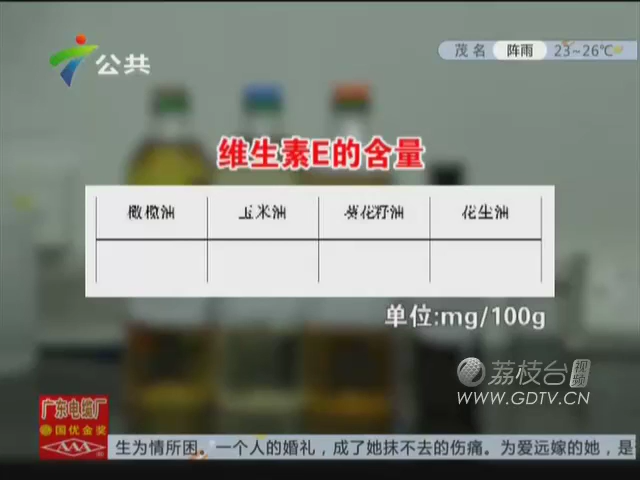 公共
茂名 阵雨 23~26℃
维生素E的含量
橄榄油 玉米油 葵花籽油 花生油
单位:mg/100g
荔枝台 视频
WWW.GDTV.CN
广东电缆厂
国优金奖
生为情所困。一个人的婚礼，成了她抹不去的伤痛。为爱远嫁的她，是